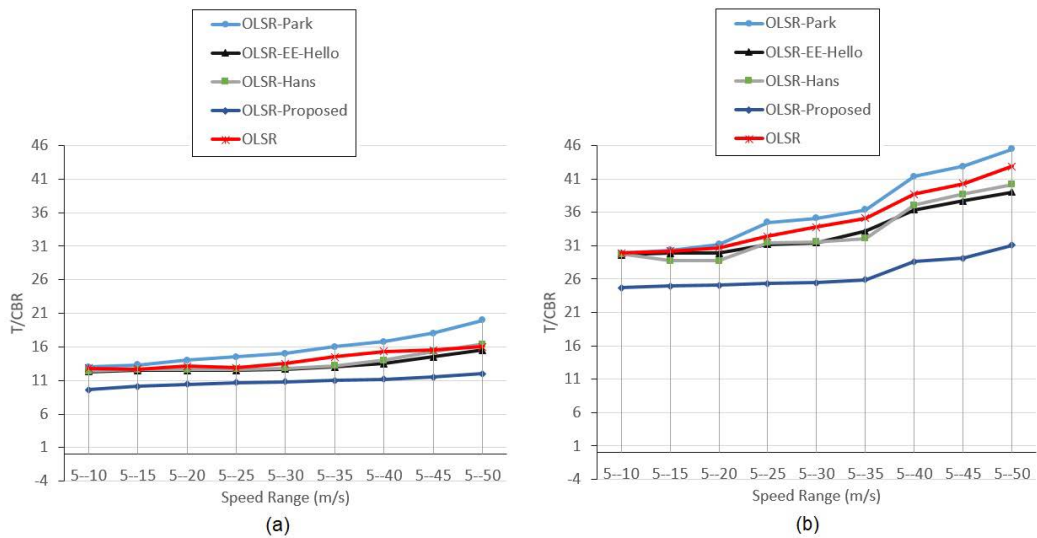 OLSR-Park
OLSR-EE-Hello
OLSR-Hans
OLSR-Proposed
OLSR
46
41
36
31
26
21
16
11
6
1
-4
T/CBR
5--10 5--15 5--20 5--25 5--30 5--35 5--40 5--45 5--50
Speed Range (m/s)
(a)
OLSR-Park
OLSR-EE-Hello
OLSR-Hans
OLSR-Proposed
OLSR
46
41
36
31
26
21
16
11
6
1
-4
T/CBR
5--10 5--15 5--20 5--25 5--30 5--35 5--40 5--45 5--50
Speed Range (m/s)
(b)